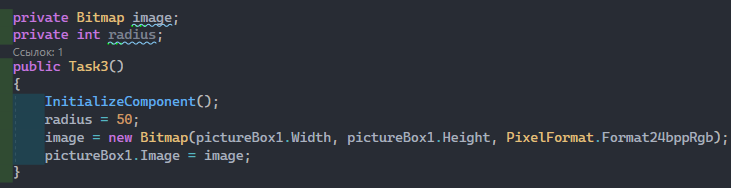 private Bitmap image;
private int radius;
Ссылок: 1
public Task3()
{
InitializeComponent();
radius = 50;
image = new Bitmap(pictureBox1.Width, pictureBox1.Height, PixelFormat.Format24bppRgb);
pictureBox1.Image = image;
}